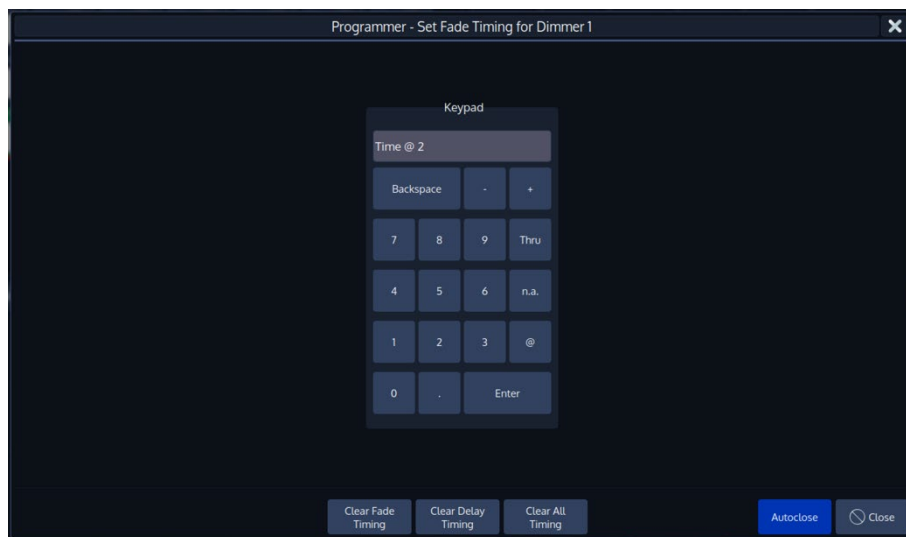 Programmer - Set Fade Timing for Dimmer 1
Keypad
Time @ 2
Backspace - +
7 8 9 Thru
4 5 6 n.a.
1 2 3 @
0 . Enter
Clear Fade
Timing
Clear Delay
Timing
Clear All
Timing
Autoclose
Close